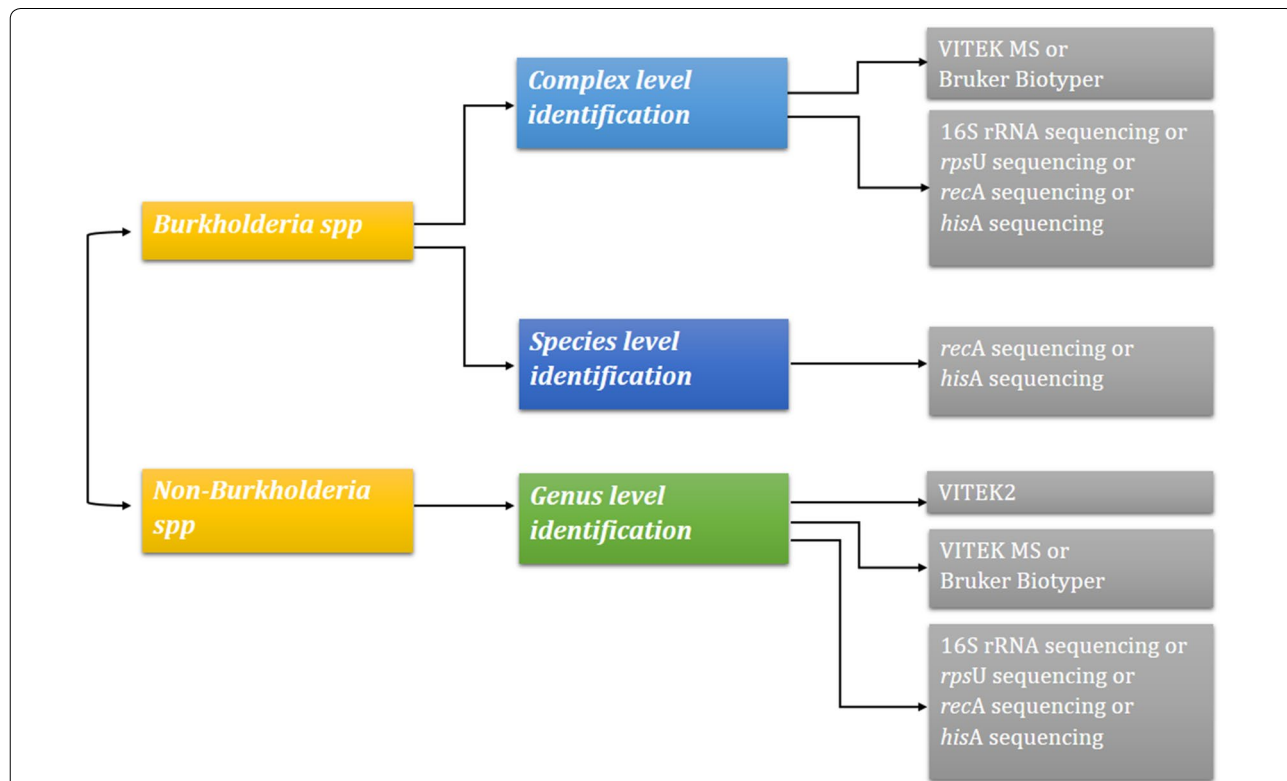 Burkholderia spp
Complex level
identification
VITEK MS or
Bruker Biotyper
16S rRNA sequencing or
rpsU sequencing or
recA sequencing or
hisA sequencing
Species level
identification
recA sequencing or
hisA sequencing
Non-Burkholderia
spp
Genus level
identification
VITEK2
VITEK MS or
Bruker Biotyper
16S rRNA sequencing or
rpsU sequencing or
recA sequencing or
hisA sequencing